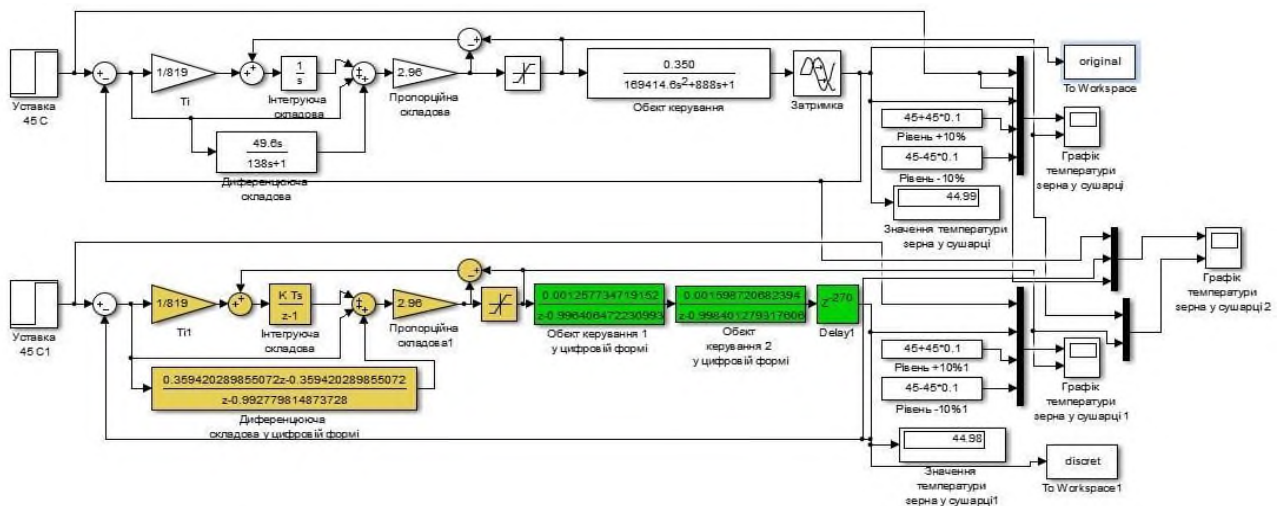 Уставка
45 С
1/819
Ti
1
s
Інтегруюча
складова
2.96
Пропорційна
складова
49.6s
138s+1
Диференцююча
складова
0.350
169414.6s²+888s+1
Обєкт керування
Затримка
original
To Workspace
45+45*0.1
Рівень +10%
45-45*0.1
Рівень -10%
44.99
Значення температури
зерна у сушарці
Графік
температури
зерна у сушарці
Графік
температури
зерна у сушарці 2
Уставка
45 С1
1/819
Ti1
K Ts
z-1
Інтегруюча
складова
2.96
Пропорційна
складова1
0.359420289855072z-0.359420289855072
z-0.992779814873728
Диференцююча
складова у цифровій формі
0.001257734719152
z-0.996406472230993
Обєкт керування 1
у цифровій формі
0.001598720682394
z-0.998401279317606
Обєкт
керування 2
у цифровій формі
z-270
Delay1
45+45*0.1
Рівень +10%1
45-45*0.1
Рівень -10%1
44.98
Значення
температури
зерна у сушарці1
Графік
температури
зерна у сушарці 1
discret
To Workspace1